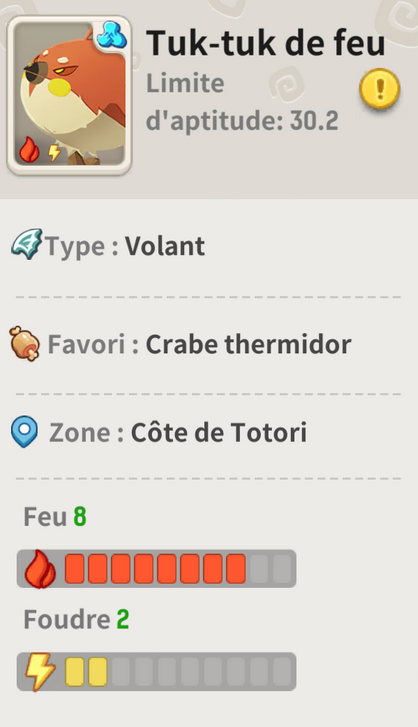 Tuk-tuk de feu
Limite
d'aptitude: 30.2
!
Type : Volant
Favori : Crabe thermidor
Zone : Côte de Totori
Feu 8
Foudre 2